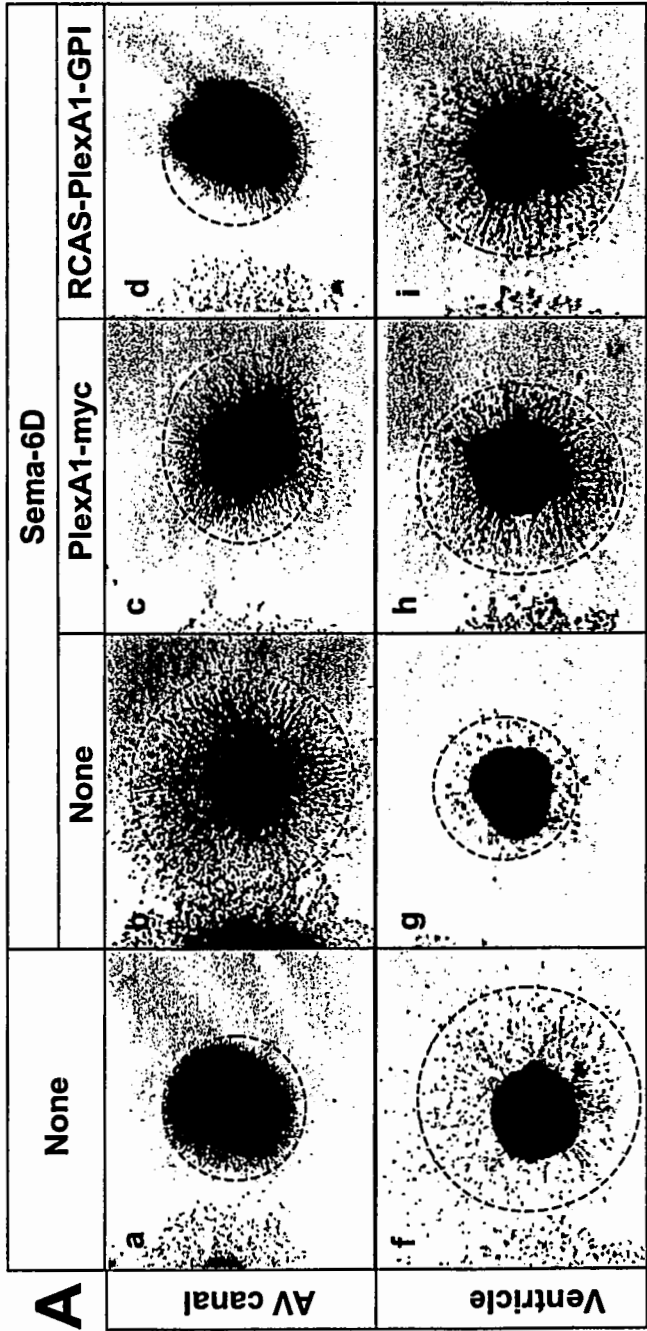 A
None
Sema-6D
None
PlexA1-myc
RCAS-PlexA1-GPI
AV canal
a
b
c
d
Ventricle
f
g
h
i